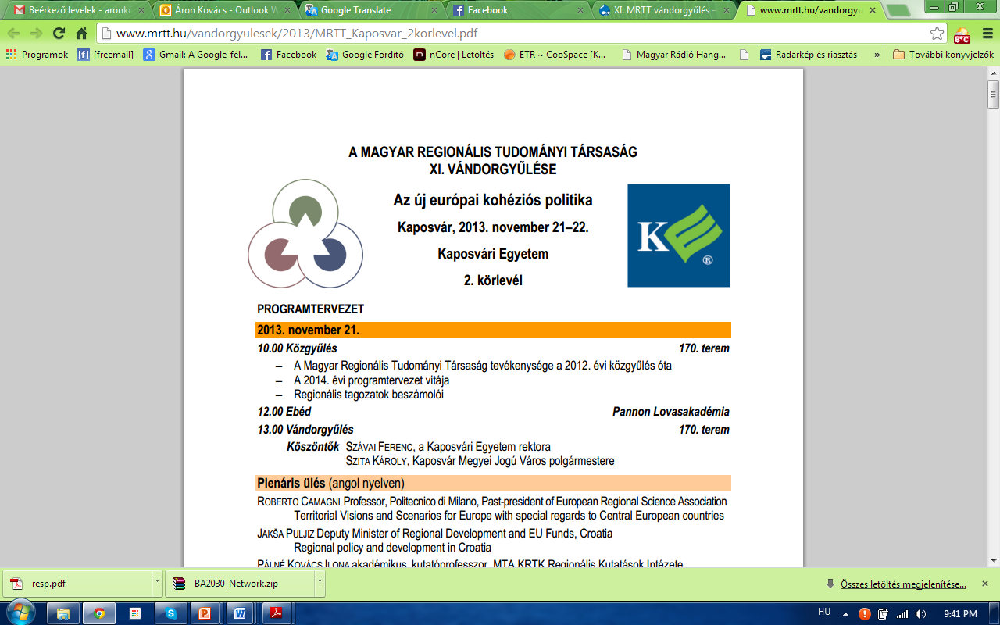 Beérkező levelek - aronko
Áron Kovács - Outlook W
Google Translate
Facebook
XI. MRTT vándorgyűlés –
www.mrtt.hu/vandorgyu
www.mrtt.hu/vandorgyulesek/2013/MRTT_Kaposvar_2korlevel.pdf
8°C
Programok
[freemail]
Gmail: A Google-fél...
Facebook
Google Fordító
nCore | Letöltés
ETR ~ CooSpace [K...
Magyar Rádió Hang...
Radarkép és riasztás
»
További könyvjelzők
A MAGYAR REGIONÁLIS TUDOMÁNYI TÁRSASÁG
XI. VÁNDORGYŰLÉSE
Az új európai kohéziós politika
Kaposvár, 2013. november 21–22.
Kaposvári Egyetem
2. körlevél
K
®
PROGRAMTERVEZET
2013. november 21.
10.00 Közgyűlés 170. terem
– A Magyar Regionális Tudományi Társaság tevékenysége a 2012. évi közgyűlés óta
– A 2014. évi programtervezet vitája
– Regionális tagozatok beszámolói
12.00 Ebéd Pannon Lovasakadémia
13.00 Vándorgyűlés 170. terem
Köszöntők SZÁVAI FERENC, a Kaposvári Egyetem rektora
SZITA KÁROLY, Kaposvár Megyei Jogú Város polgármestere
Plenáris ülés (angol nyelven)
ROBERTO CAMAGNI Professor, Politecnico di Milano, Past-president of European Regional Science Association
Territorial Visions and Scenarios for Europe with special regards to Central European countries
JAKŠA PULJIZ Deputy Minister of Regional Development and EU Funds, Croatia
Regional policy and development in Croatia
PÁLNÉ KOVÁCS ILONA akadémikus, kutatóprofesszor, MTA KRTK Regionális Kutatások Intézete
resp.pdf
BA2030_Network.zip
Összes letöltés megjelenítése...
HU
9:41 PM